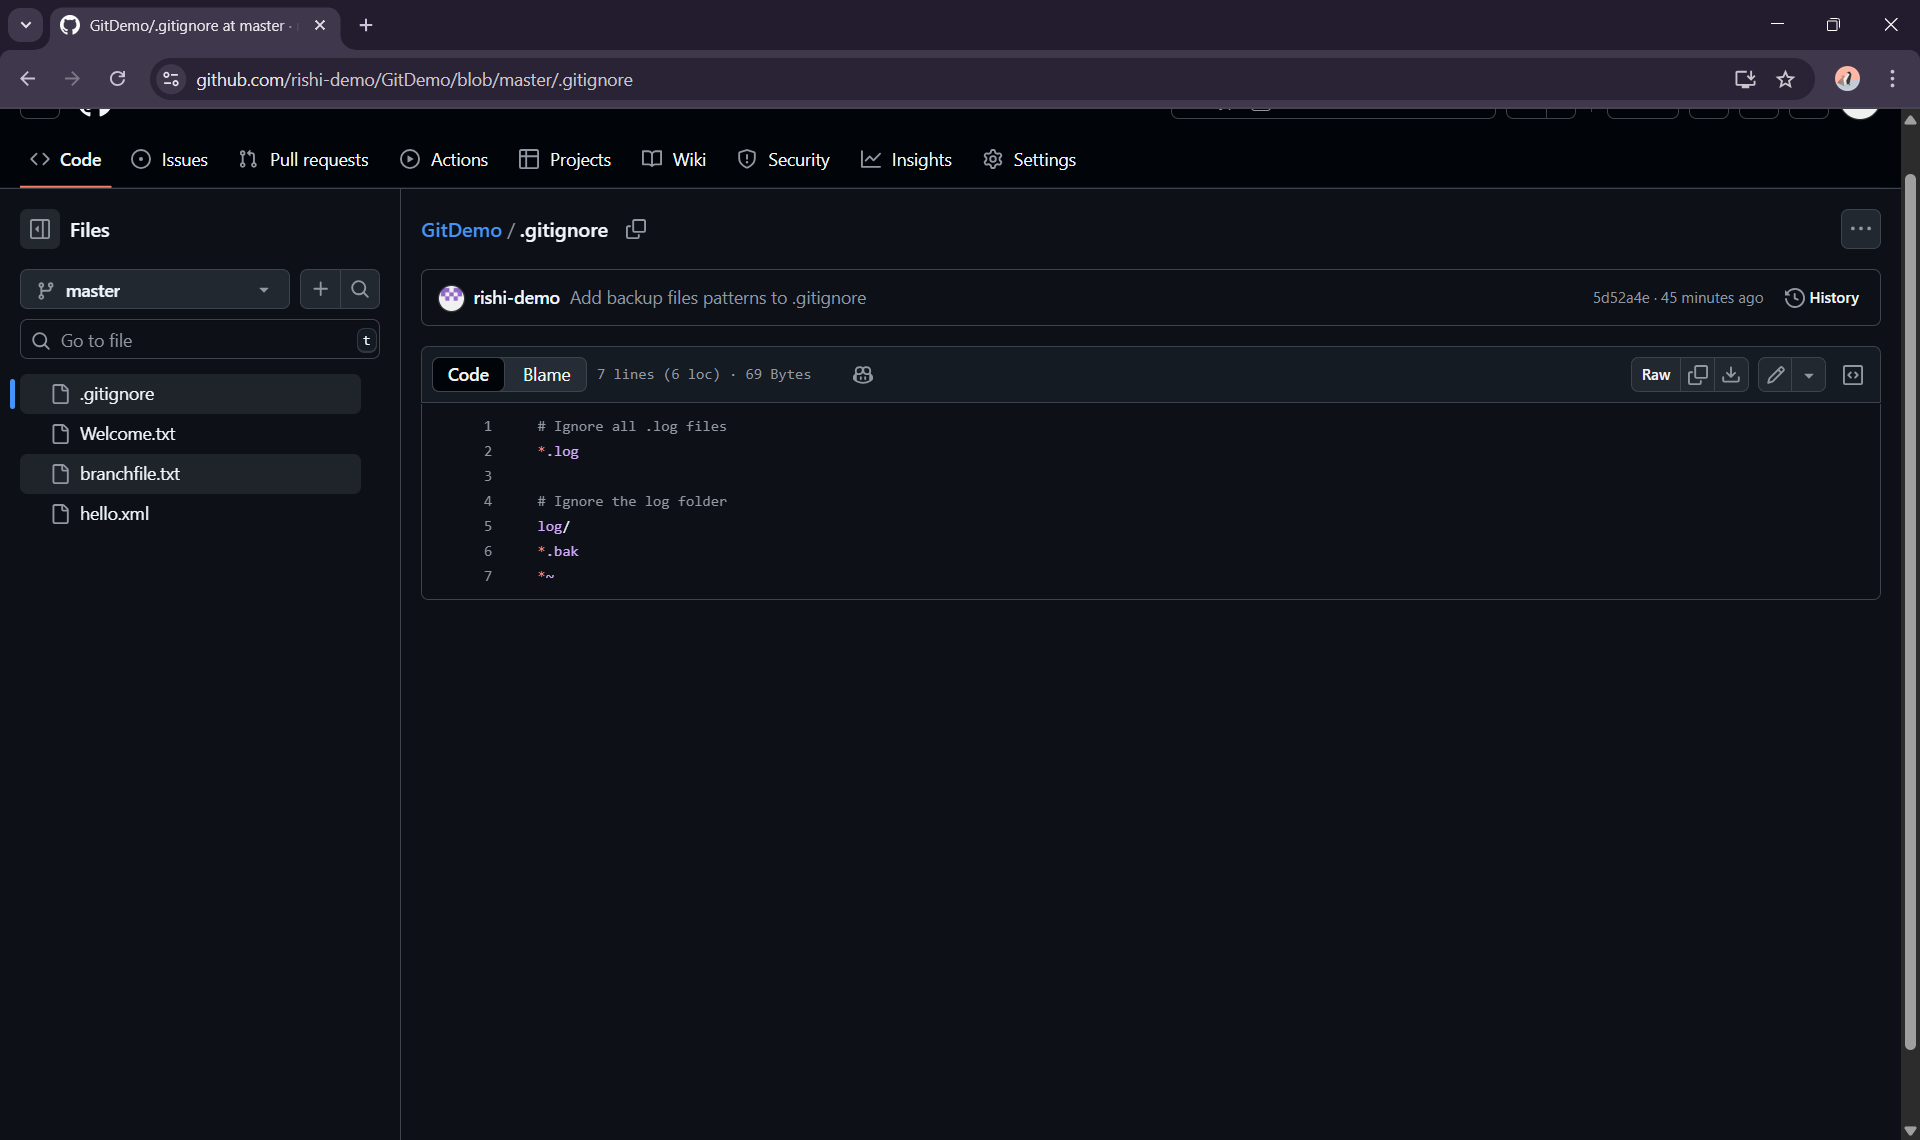 GitDemo/.gitignore at master ·
github.com/rishi-demo/GitDemo/blob/master/.gitignore
Code
Issues
Pull requests
Actions
Projects
Wiki
Security
Insights
Settings
Files
master
Go to file
t
.gitignore
Welcome.txt
branchfile.txt
hello.xml
GitDemo / .gitignore
rishi-demo Add backup files patterns to .gitignore
5d52a4e · 45 minutes ago
History
Code
Blame
7 lines (6 loc) · 69 Bytes
Raw
1 # Ignore all .log files
2 *.log
3
4 # Ignore the log folder
5 log/
6 *.bak
7 *~